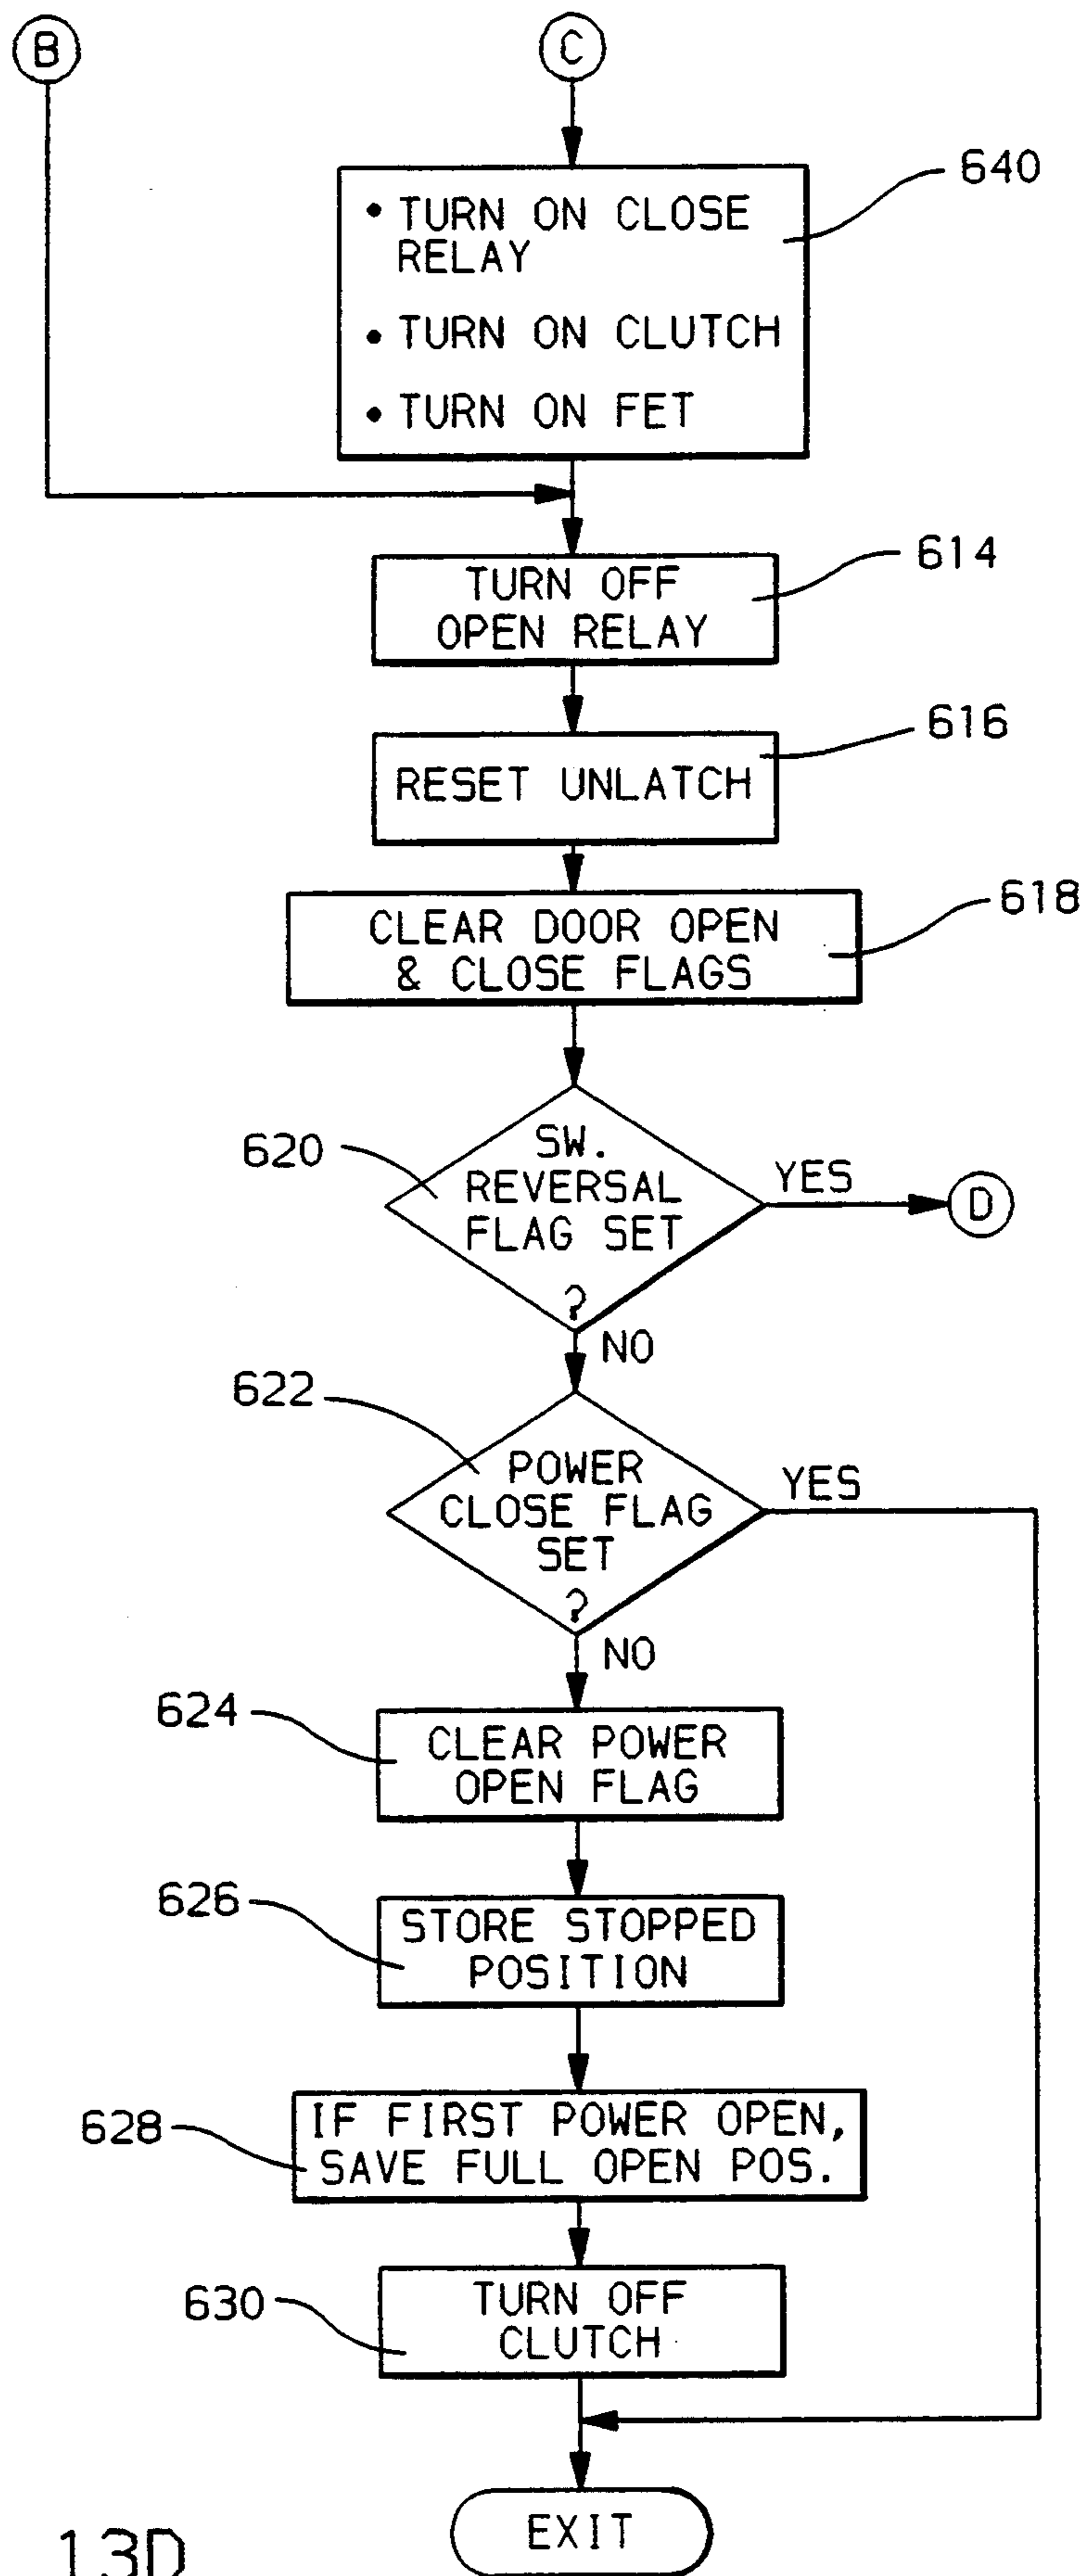 B
C
640
• TURN ON CLOSE
RELAY
• TURN ON CLUTCH
• TURN ON FET
614
TURN OFF
OPEN RELAY
616
RESET UNLATCH
618
CLEAR DOOR OPEN
& CLOSE FLAGS
620
SW.
REVERSAL
FLAG SET
?
YES
D
NO
622
POWER
CLOSE FLAG
SET
?
YES
NO
624
CLEAR POWER
OPEN FLAG
626
STORE STOPPED
POSITION
628
IF FIRST POWER OPEN,
SAVE FULL OPEN POS.
630
TURN OFF
CLUTCH
EXIT
13D